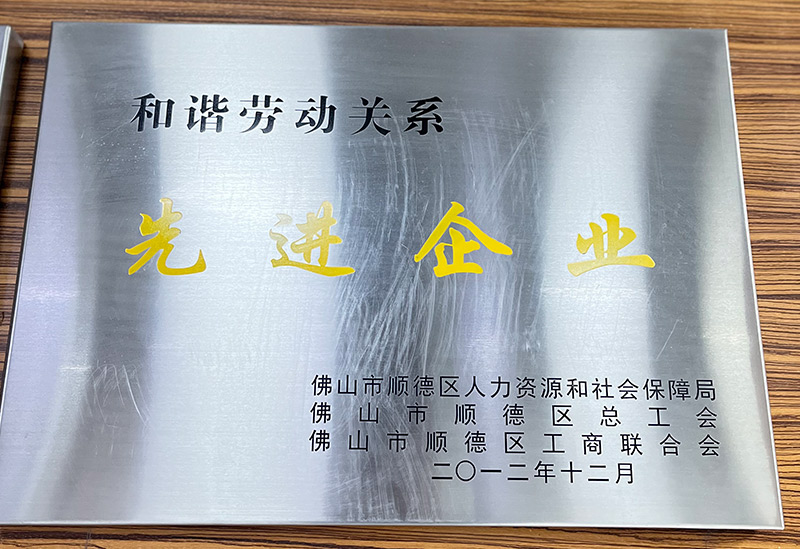 和谐劳动关系
先进企业
佛山市顺德区人力资源和社会保障局
佛山市顺德区总工会
佛山市顺德区工商联合会
二〇一二年十二月